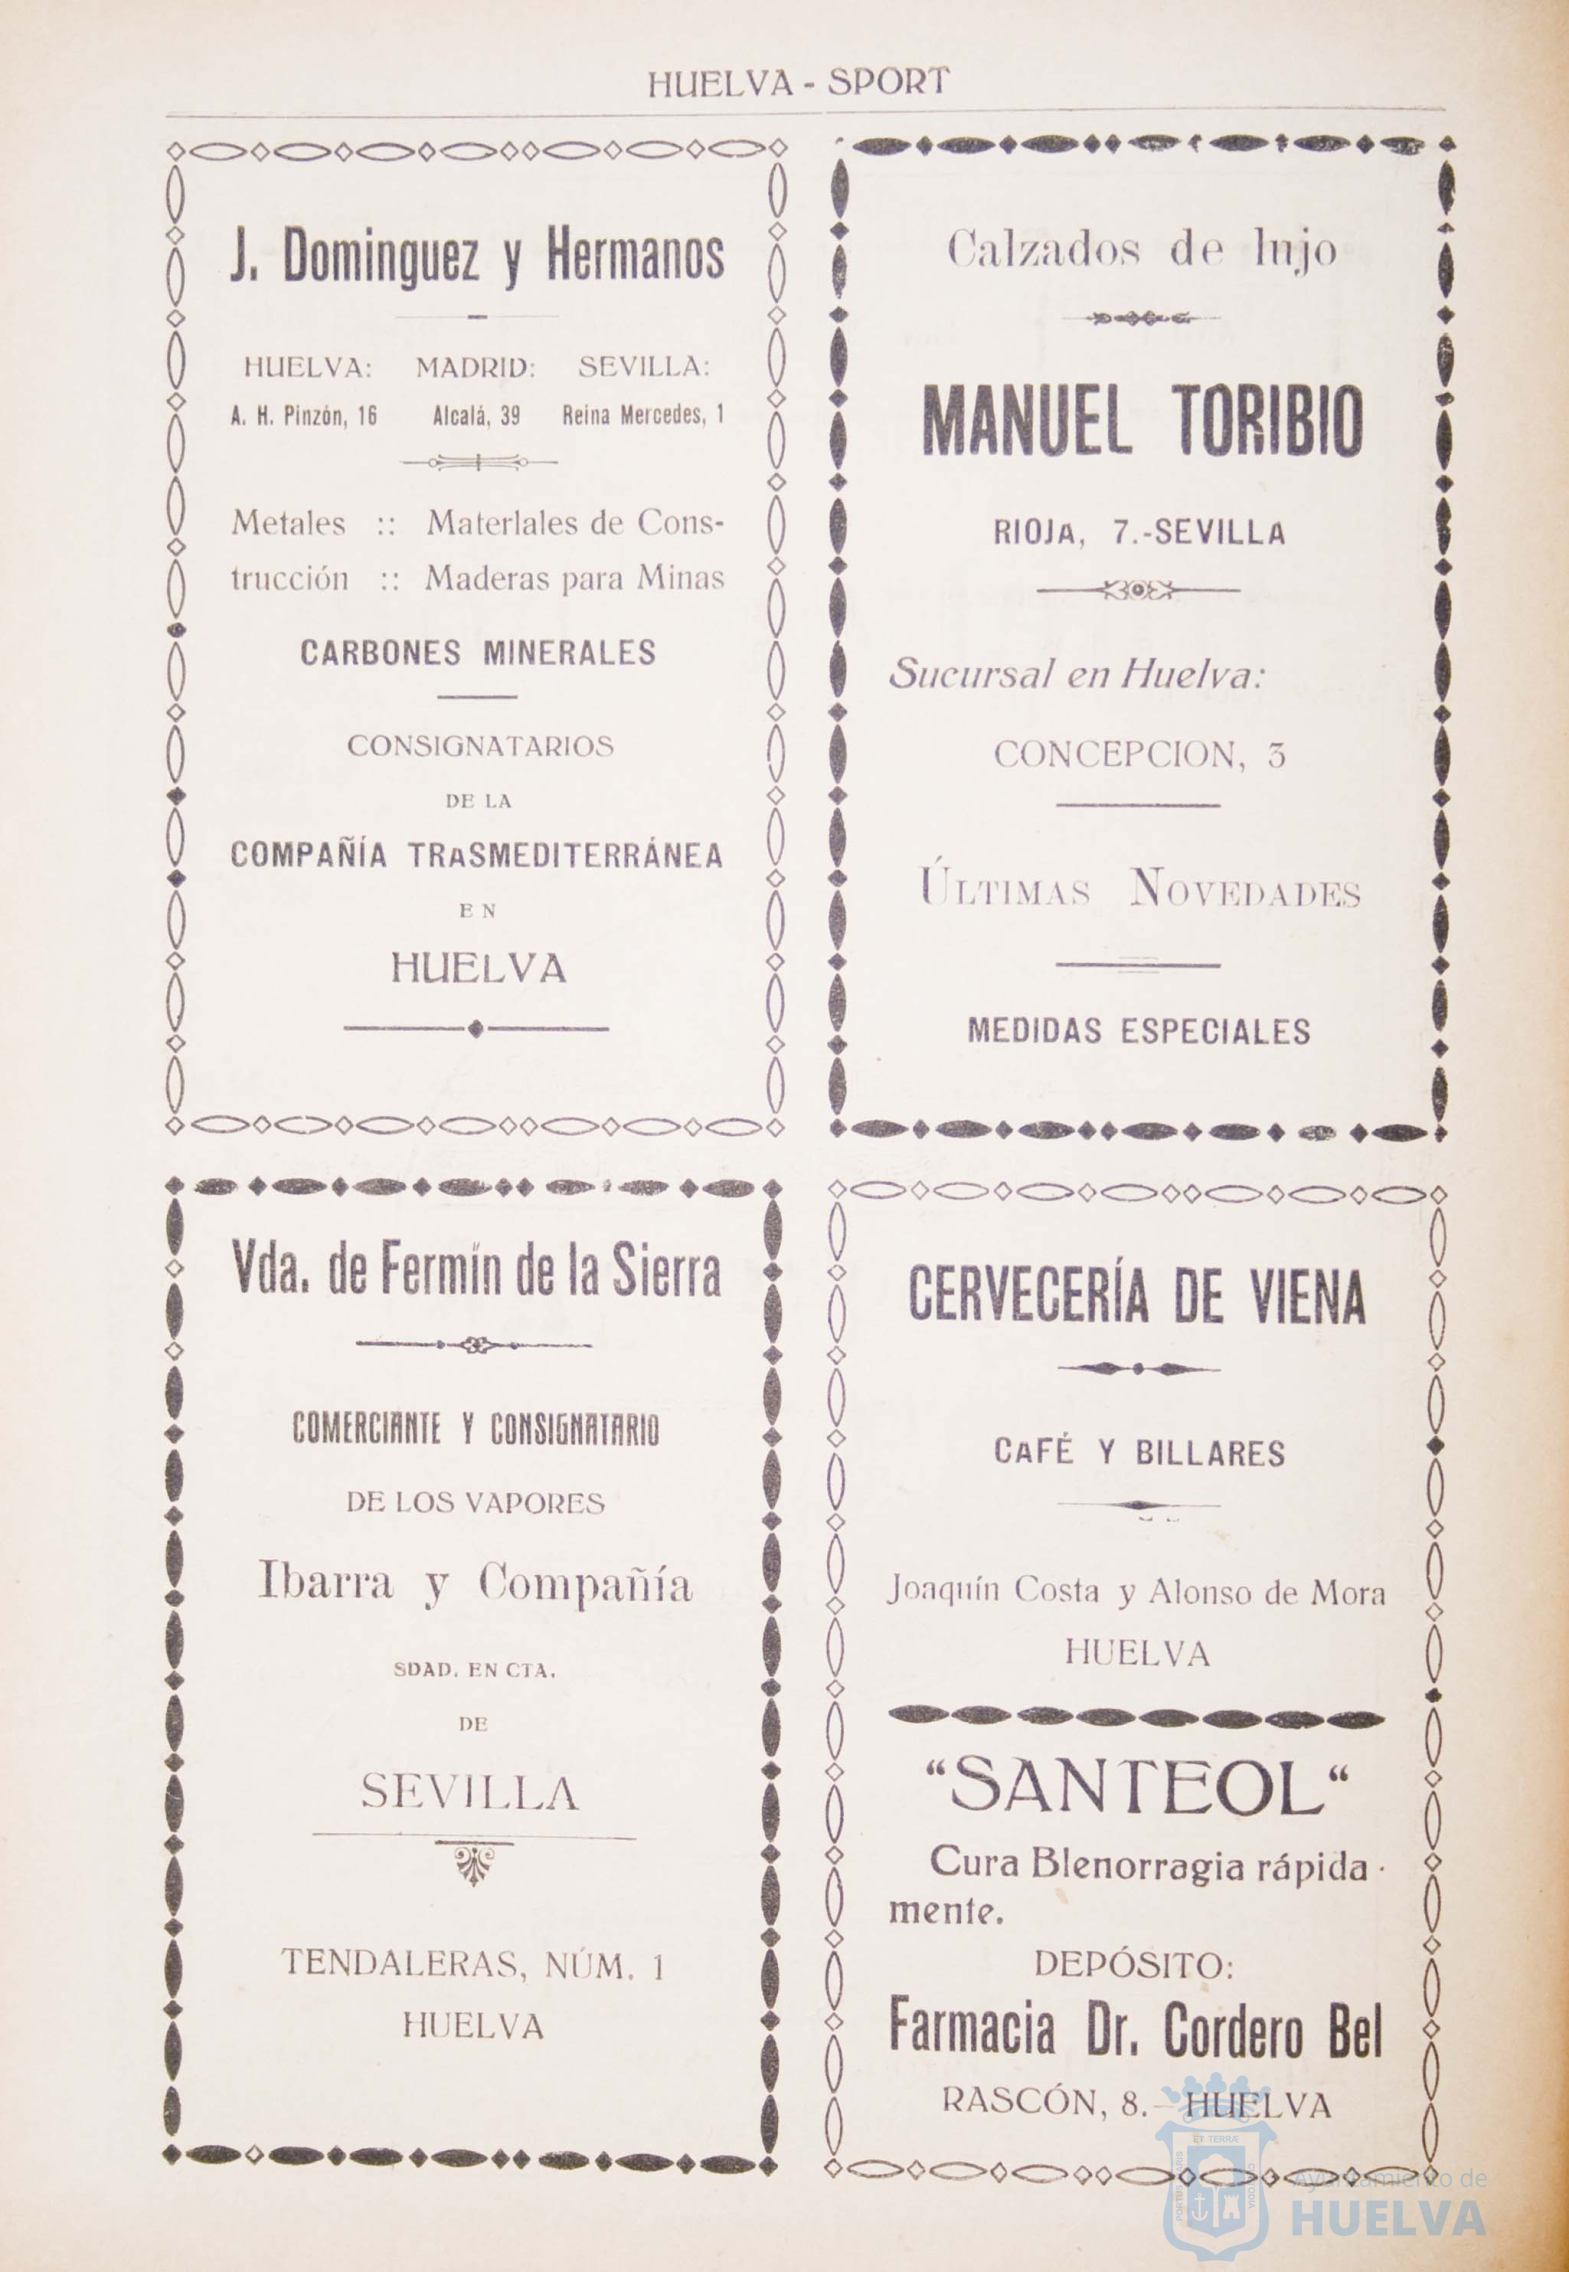 HUELVA - SPORT
J. Dominguez y Hermanos
HUELVA: MADRID: SEVILLA:
A. H. Pinzón, 16 Alcalá, 39 Reina Mercedes, 1
Metales :: Materlales de Cons-
trucción :: Maderas para Minas
CARBONES MINERALES
CONSIGNATARIOS
DE LA
COMPAÑÍA TRASMEDITERRÁNEA
EN
HUELVA
Calzados de lujo
MANUEL TORIBIO
RIOJA, 7.-SEVILLA
Sucursal en Huelva:
CONCEPCION, 3
ÚLTIMAS NOVEDADES
MEDIDAS ESPECIALES
Vda. de Fermín de la Sierra
COMERCIANTE Y CONSIGNATARIO
DE LOS VAPORES
Ibarra y Compañía
SDAD. EN CTA.
DE
SEVILLA
TENDALERAS, NÚM. 1
HUELVA
CERVECERÍA DE VIENA
CAFÉ Y BILLARES
Joaquín Costa y Alonso de Mora
HUELVA
“SANTEOL“
Cura Blenorragia rápida-
mente.
DEPÓSITO:
Farmacia Dr. Cordero Bel
RASCÓN, 8.—HUELVA
PORTUS MARIS ET TERRÆ CUSTODIA
Ayuntamiento de
HUELVA